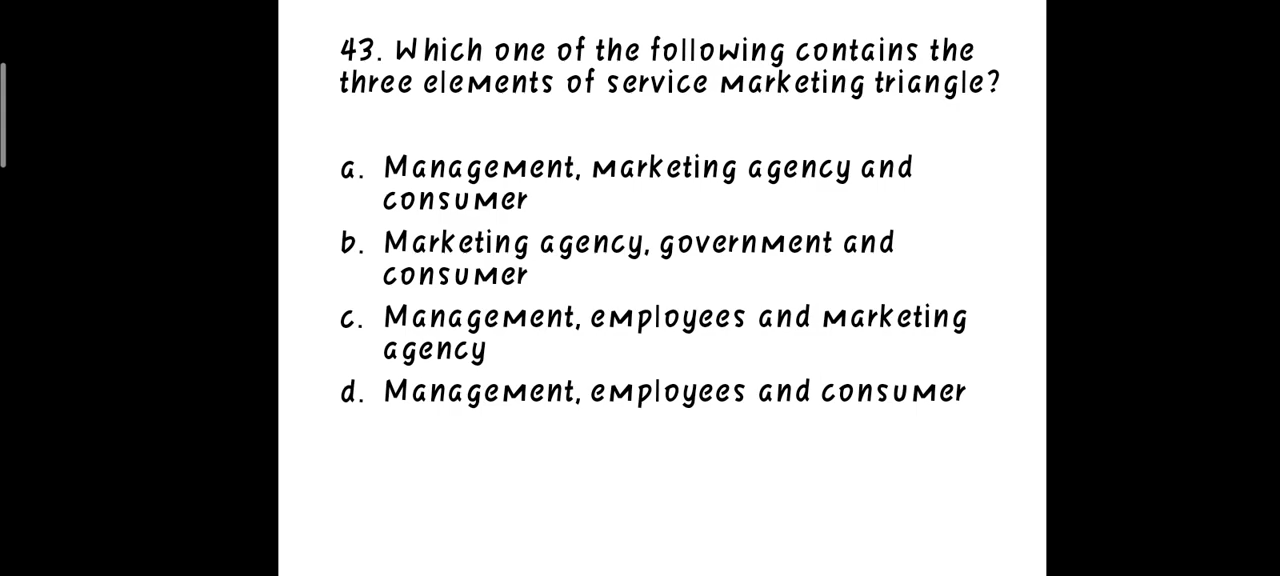 43. Which one of the following contains the
three elements of service marketing triangle?
a. Management, marketing agency and
consumer
b. Marketing agency, government and
consumer
c. Management, employees and marketing
agency
d. Management, employees and consumer